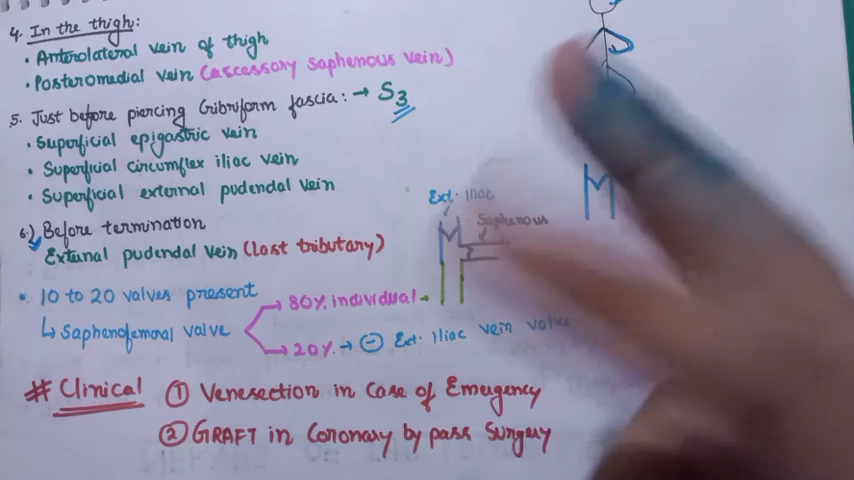 4. In the thigh:
• Anterolateral vein of thigh
• Posteromedial vein (ascessary saphenous vein)
5. Just before piercing Cribriform fascia: → S3
• Superficial epigastric vein
• Superficial circumflex iliac vein
• Superficial external pudendal vein
6.) Before termination
External pudendal vein (last tributary)
Ext. Iliac
Saphenous
• 10 to 20 valves present
↳ Saphenofemoral valve
→ 80% individual
→ 20% → ⊖ Ext. Iliac vein valve
# Clinical ① Venesection in Case of Emergency
② GRAFT in Coronary by pass Surgery